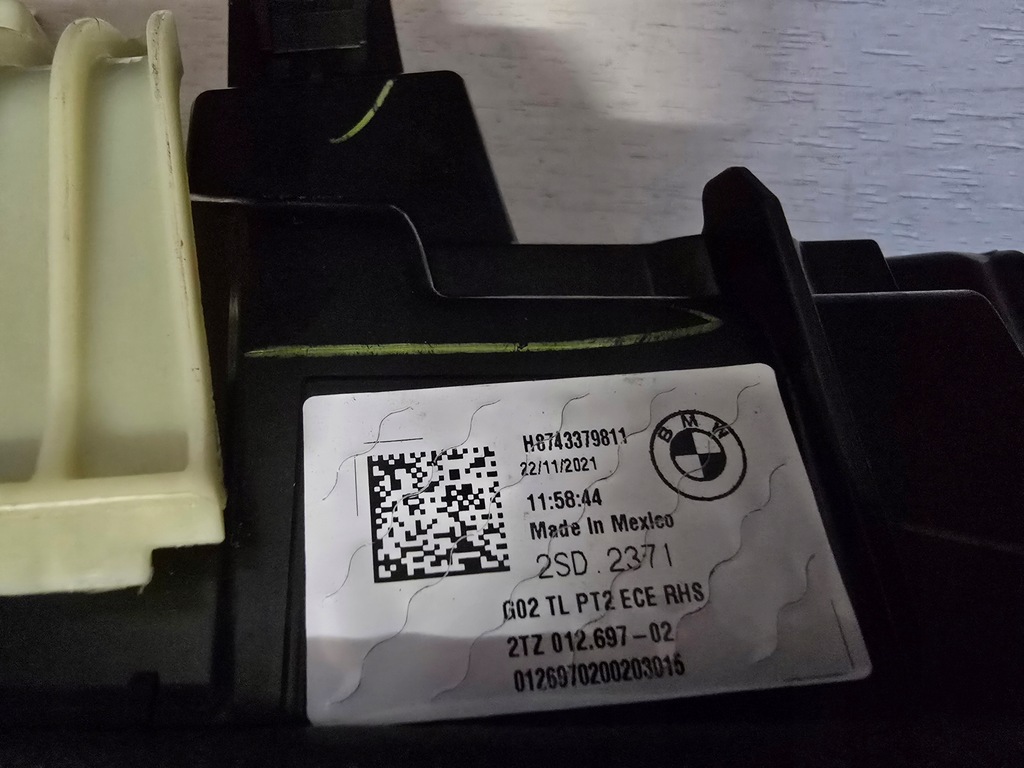 H8743379811
BMW
22/11/2021
11:58:44
Made In Mexico
2SD.2371
G02 TL PT2 ECE RHS
2TZ 012.697-02
0126970200203015